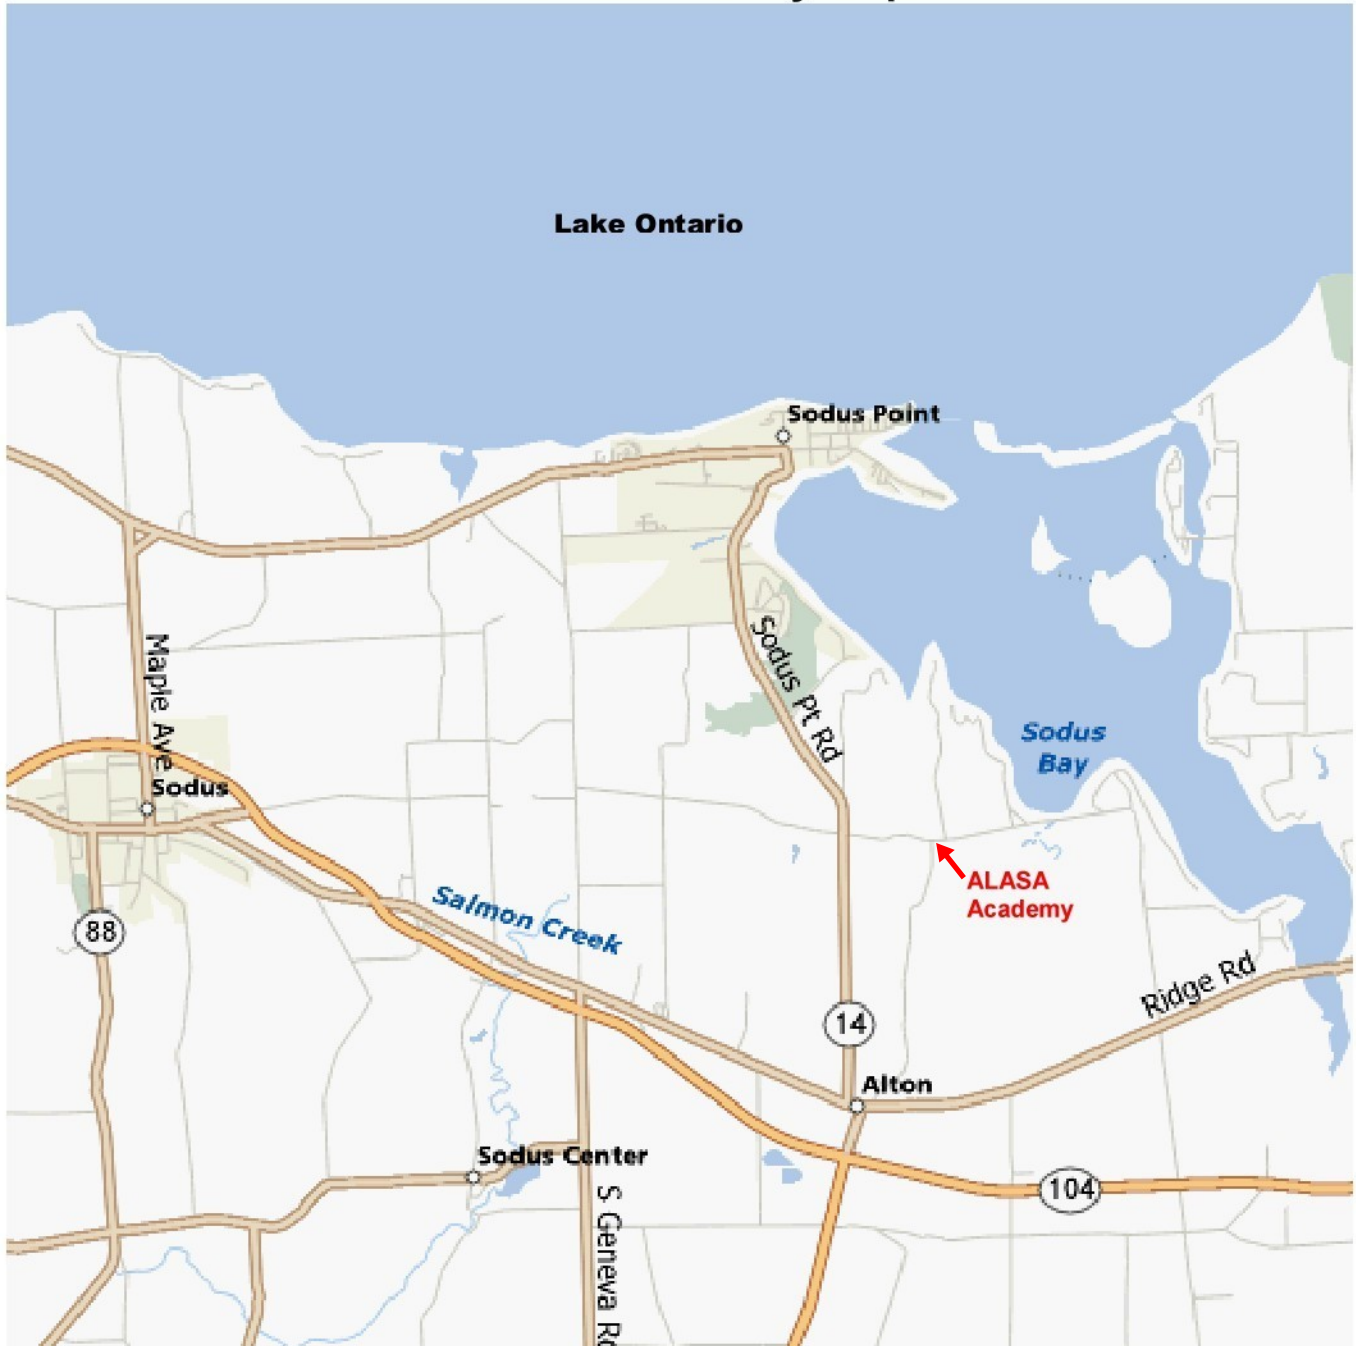 Lake Ontario
Sodus Point
Maple Ave
Sodus Pt Rd
Sodus
Bay
Sodus
ALASA
Academy
Salmon Creek
88
Ridge Rd
14
Alton
Sodus Center
104
S Geneva Rd